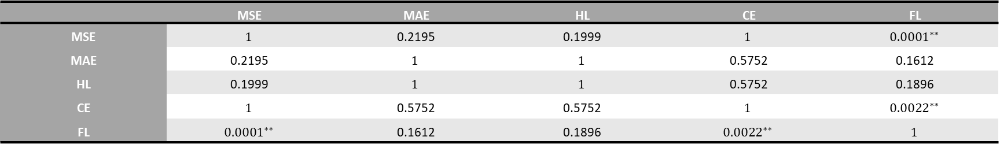 MSE MAE HL CE FL
MSE 1 0.2195 0.1999 1 0.0001**
MAE 0.2195 1 1 0.5752 0.1612
HL 0.1999 1 1 0.5752 0.1896
CE 1 0.5752 0.5752 1 0.0022**
FL 0.0001** 0.1612 0.1896 0.0022** 1